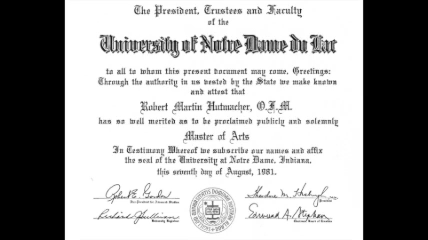 The President, Trustees and Faculty
of the
University of Notre Dame du Lac
to all to whom this present document may come, Greetings:
Through the authority in us vested by the State we make known
and attest that
Robert Martin Hutmacher, O.F.M.
has so well merited as to be proclaimed publicly and solemnly
Master of Arts
In Testimony Whereof we subscribe our names and affix
the seal of the University at Notre Dame, Indiana,
this seventh day of August, 1981.